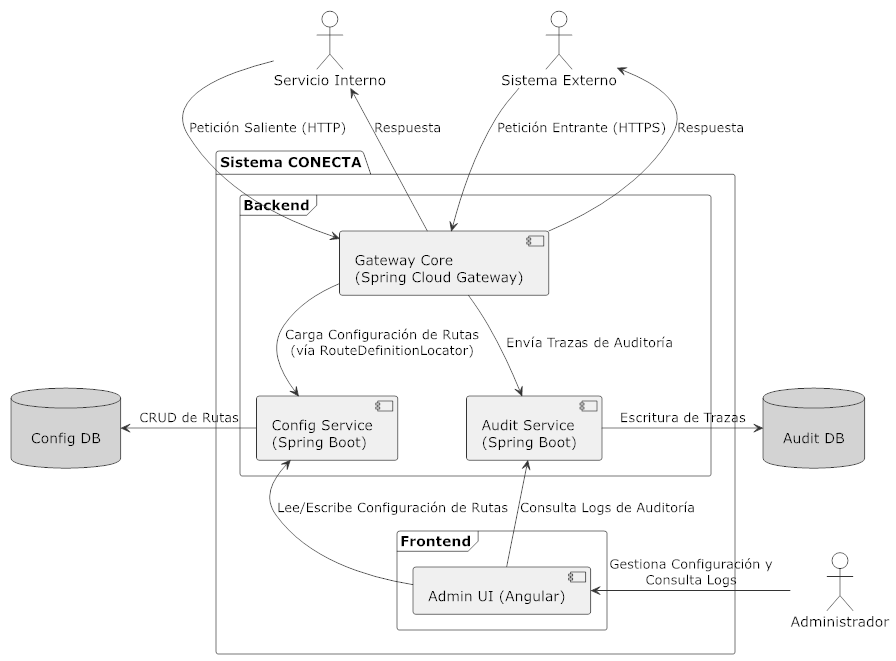 Servicio Interno
Sistema Externo
Petición Saliente (HTTP)
Respuesta
Petición Entrante (HTTPS)
Respuesta
Sistema CONECTA
Backend
Gateway Core
(Spring Cloud Gateway)
Carga Configuración de Rutas
(vía RouteDefinitionLocator)
Envía Trazas de Auditoría
Config DB
CRUD de Rutas
Config Service
(Spring Boot)
Audit Service
(Spring Boot)
Escritura de Trazas
Audit DB
Lee/Escribe Configuración de Rutas
Consulta Logs de Auditoría
Frontend
Admin UI (Angular)
Gestiona Configuración y
Consulta Logs
Administrador